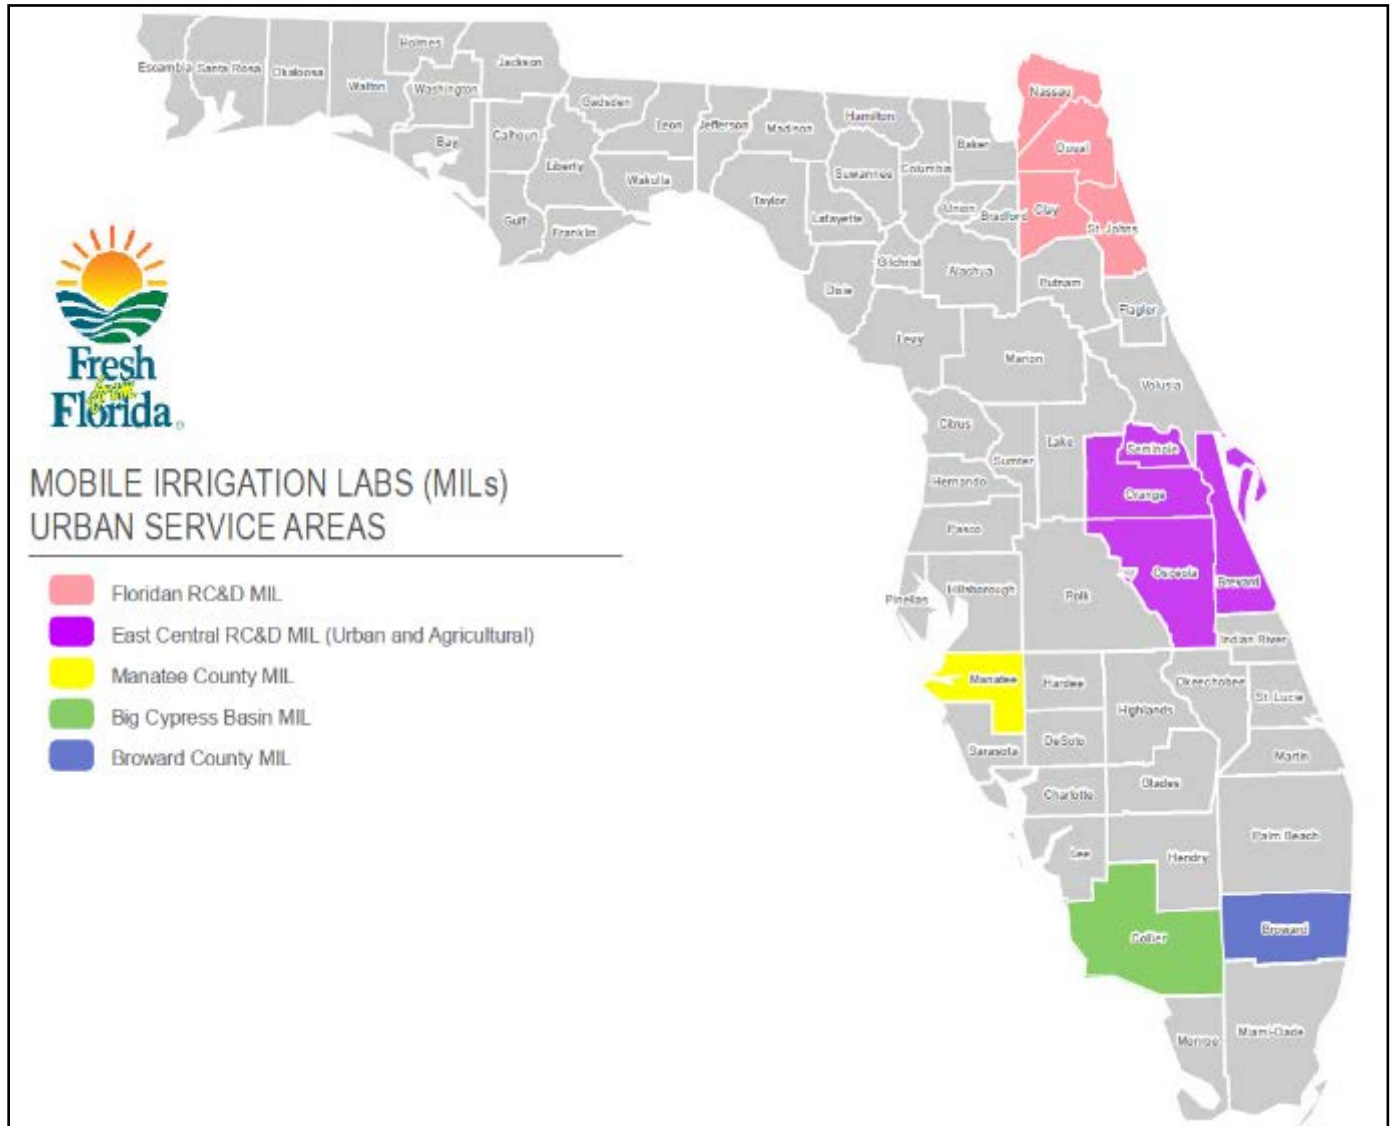 Holmes
Jackson
Escambia
Santa Rosa
Okaloosa
Walton
Washington
Gadsden
Nassau
Bay
Calhoun
Leon
Jefferson
Madison
Hamilton
Duval
Baker
Liberty
Wakulla
Suwannee
Columbia
Gulf
Franklin
Taylor
Lafayette
Union
Bradford
Clay
St. Johns
Gilchrist
Alachua
Putnam
Dixie
Flagler
Levy
Marion
Volusia
Fresh
from
Florida
Citrus
Lake
Sumter
Seminole
Hernando
Orange
MOBILE IRRIGATION LABS (MILs)
URBAN SERVICE AREAS
Pasco
Osceola
Brevard
Floridan RC&D MIL
Pinellas
Hillsborough
Polk
East Central RC&D MIL (Urban and Agricultural)
Indian River
Manatee County MIL
Manatee
Hardee
Okeechobee
St. Lucie
Big Cypress Basin MIL
Highlands
Broward County MIL
Sarasota
DeSoto
Martin
Charlotte
Glades
Palm Beach
Lee
Hendry
Collier
Broward
Monroe
Miami-Dade